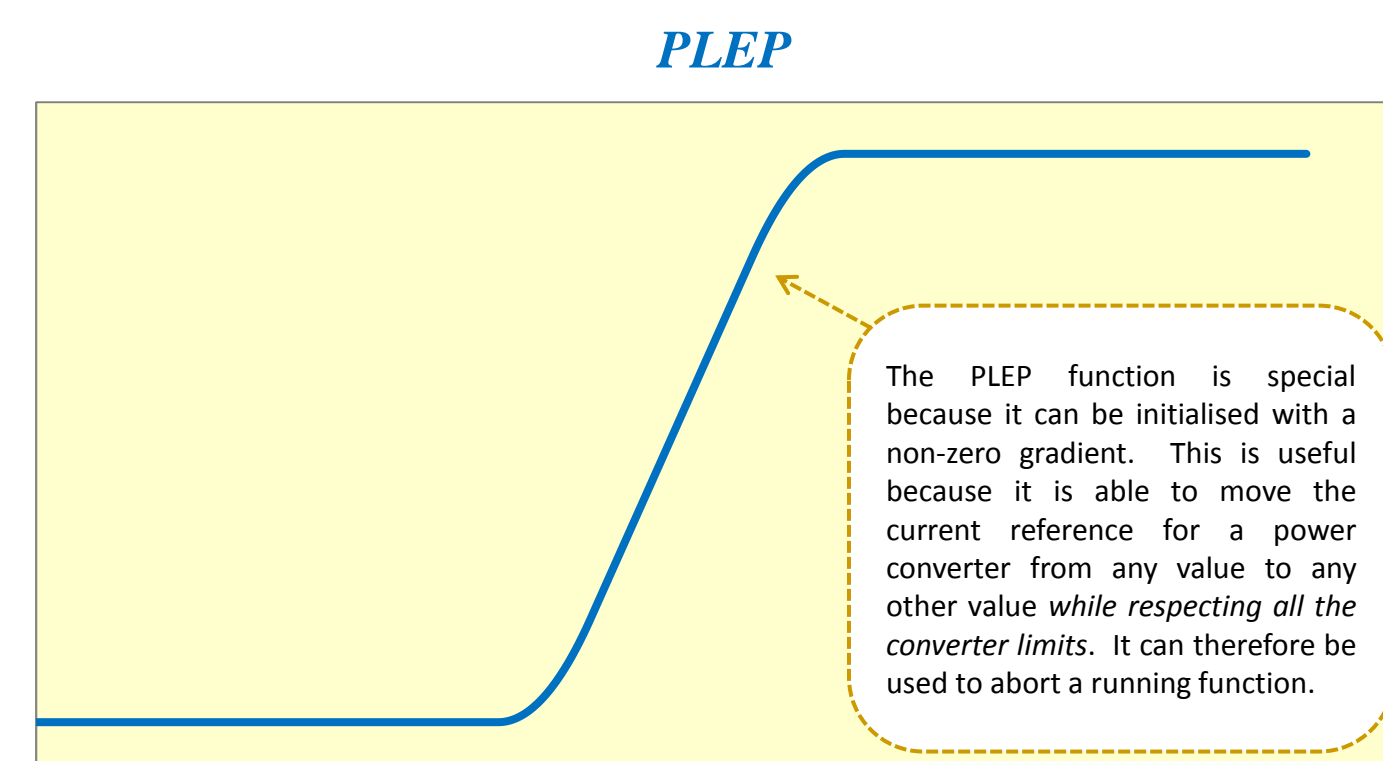 PLEP
The PLEP function is special
because it can be initialised with a
non-zero gradient. This is useful
because it is able to move the
current reference for a power
converter from any value to any
other value while respecting all the
converter limits. It can therefore be
used to abort a running function.